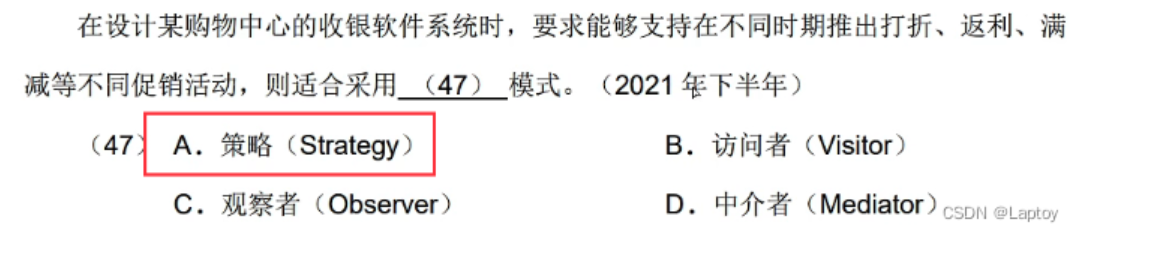 在设计某购物中心的收银软件系统时，要求能够支持在不同时期推出打折、返利、满
减等不同促销活动，则适合采用 （47） 模式。（2021 年下半年）
（47） A．策略（Strategy） B．访问者（Visitor）
C．观察者（Observer） D．中介者（Mediator）
CSDN @Laptoy